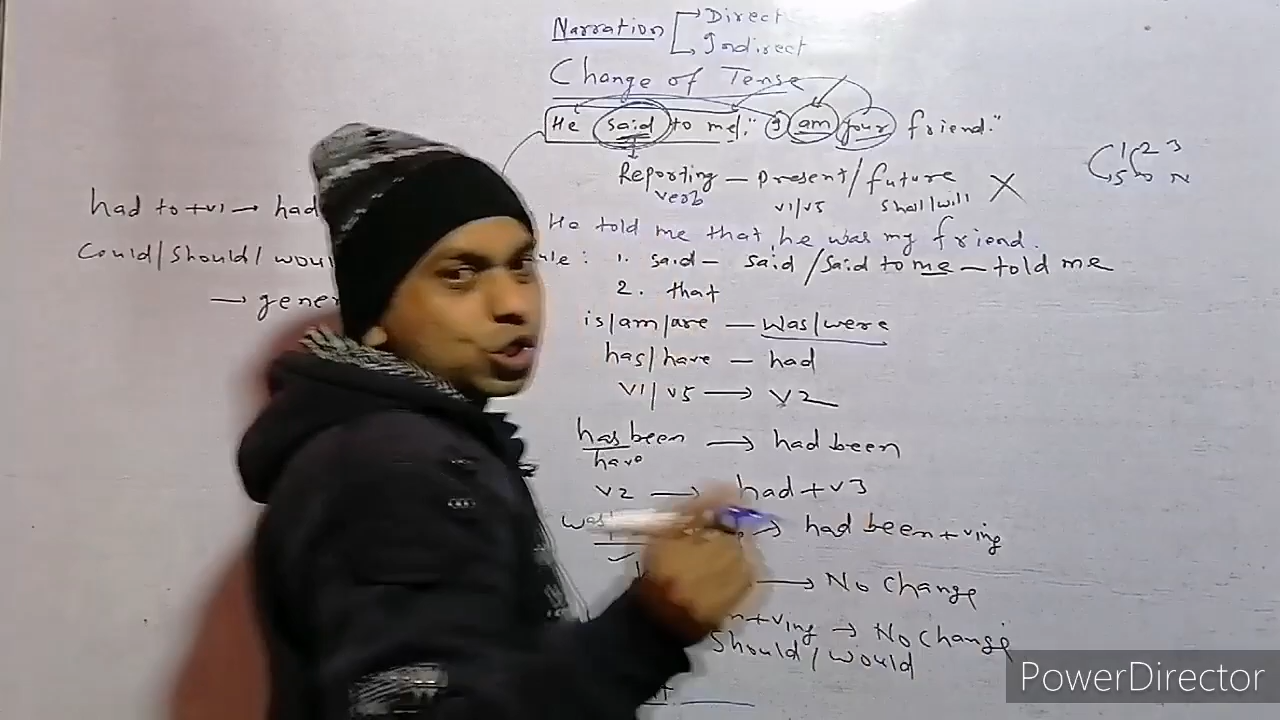 Narration Direct
Indirect
Change of Tense
He said to me," I am your friend."
Reporting – Present/future X
verb V1/V5 Shall/will
He told me that he was my friend.
1. said – said/said to me – told me
2. that
is/am/are – was/were
has/have – had
V1/V5 → V2
has been → had been
have
V2 → had+V3
was → had been+Ving
→ No change
+ving → No change
Should/would
had to+V1 → had
Could/Should/
→
PowerDirector